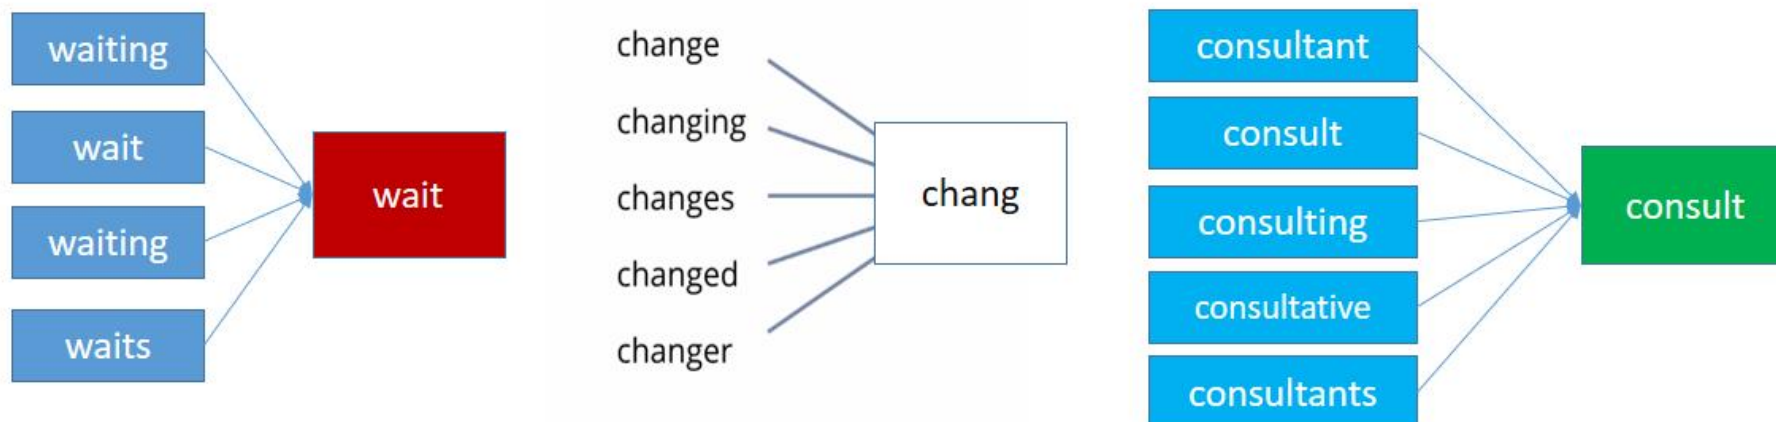 waiting
wait
waiting
waits
wait
change
changing
changes
changed
changer
chang
consultant
consult
consulting
consultative
consultants
consult